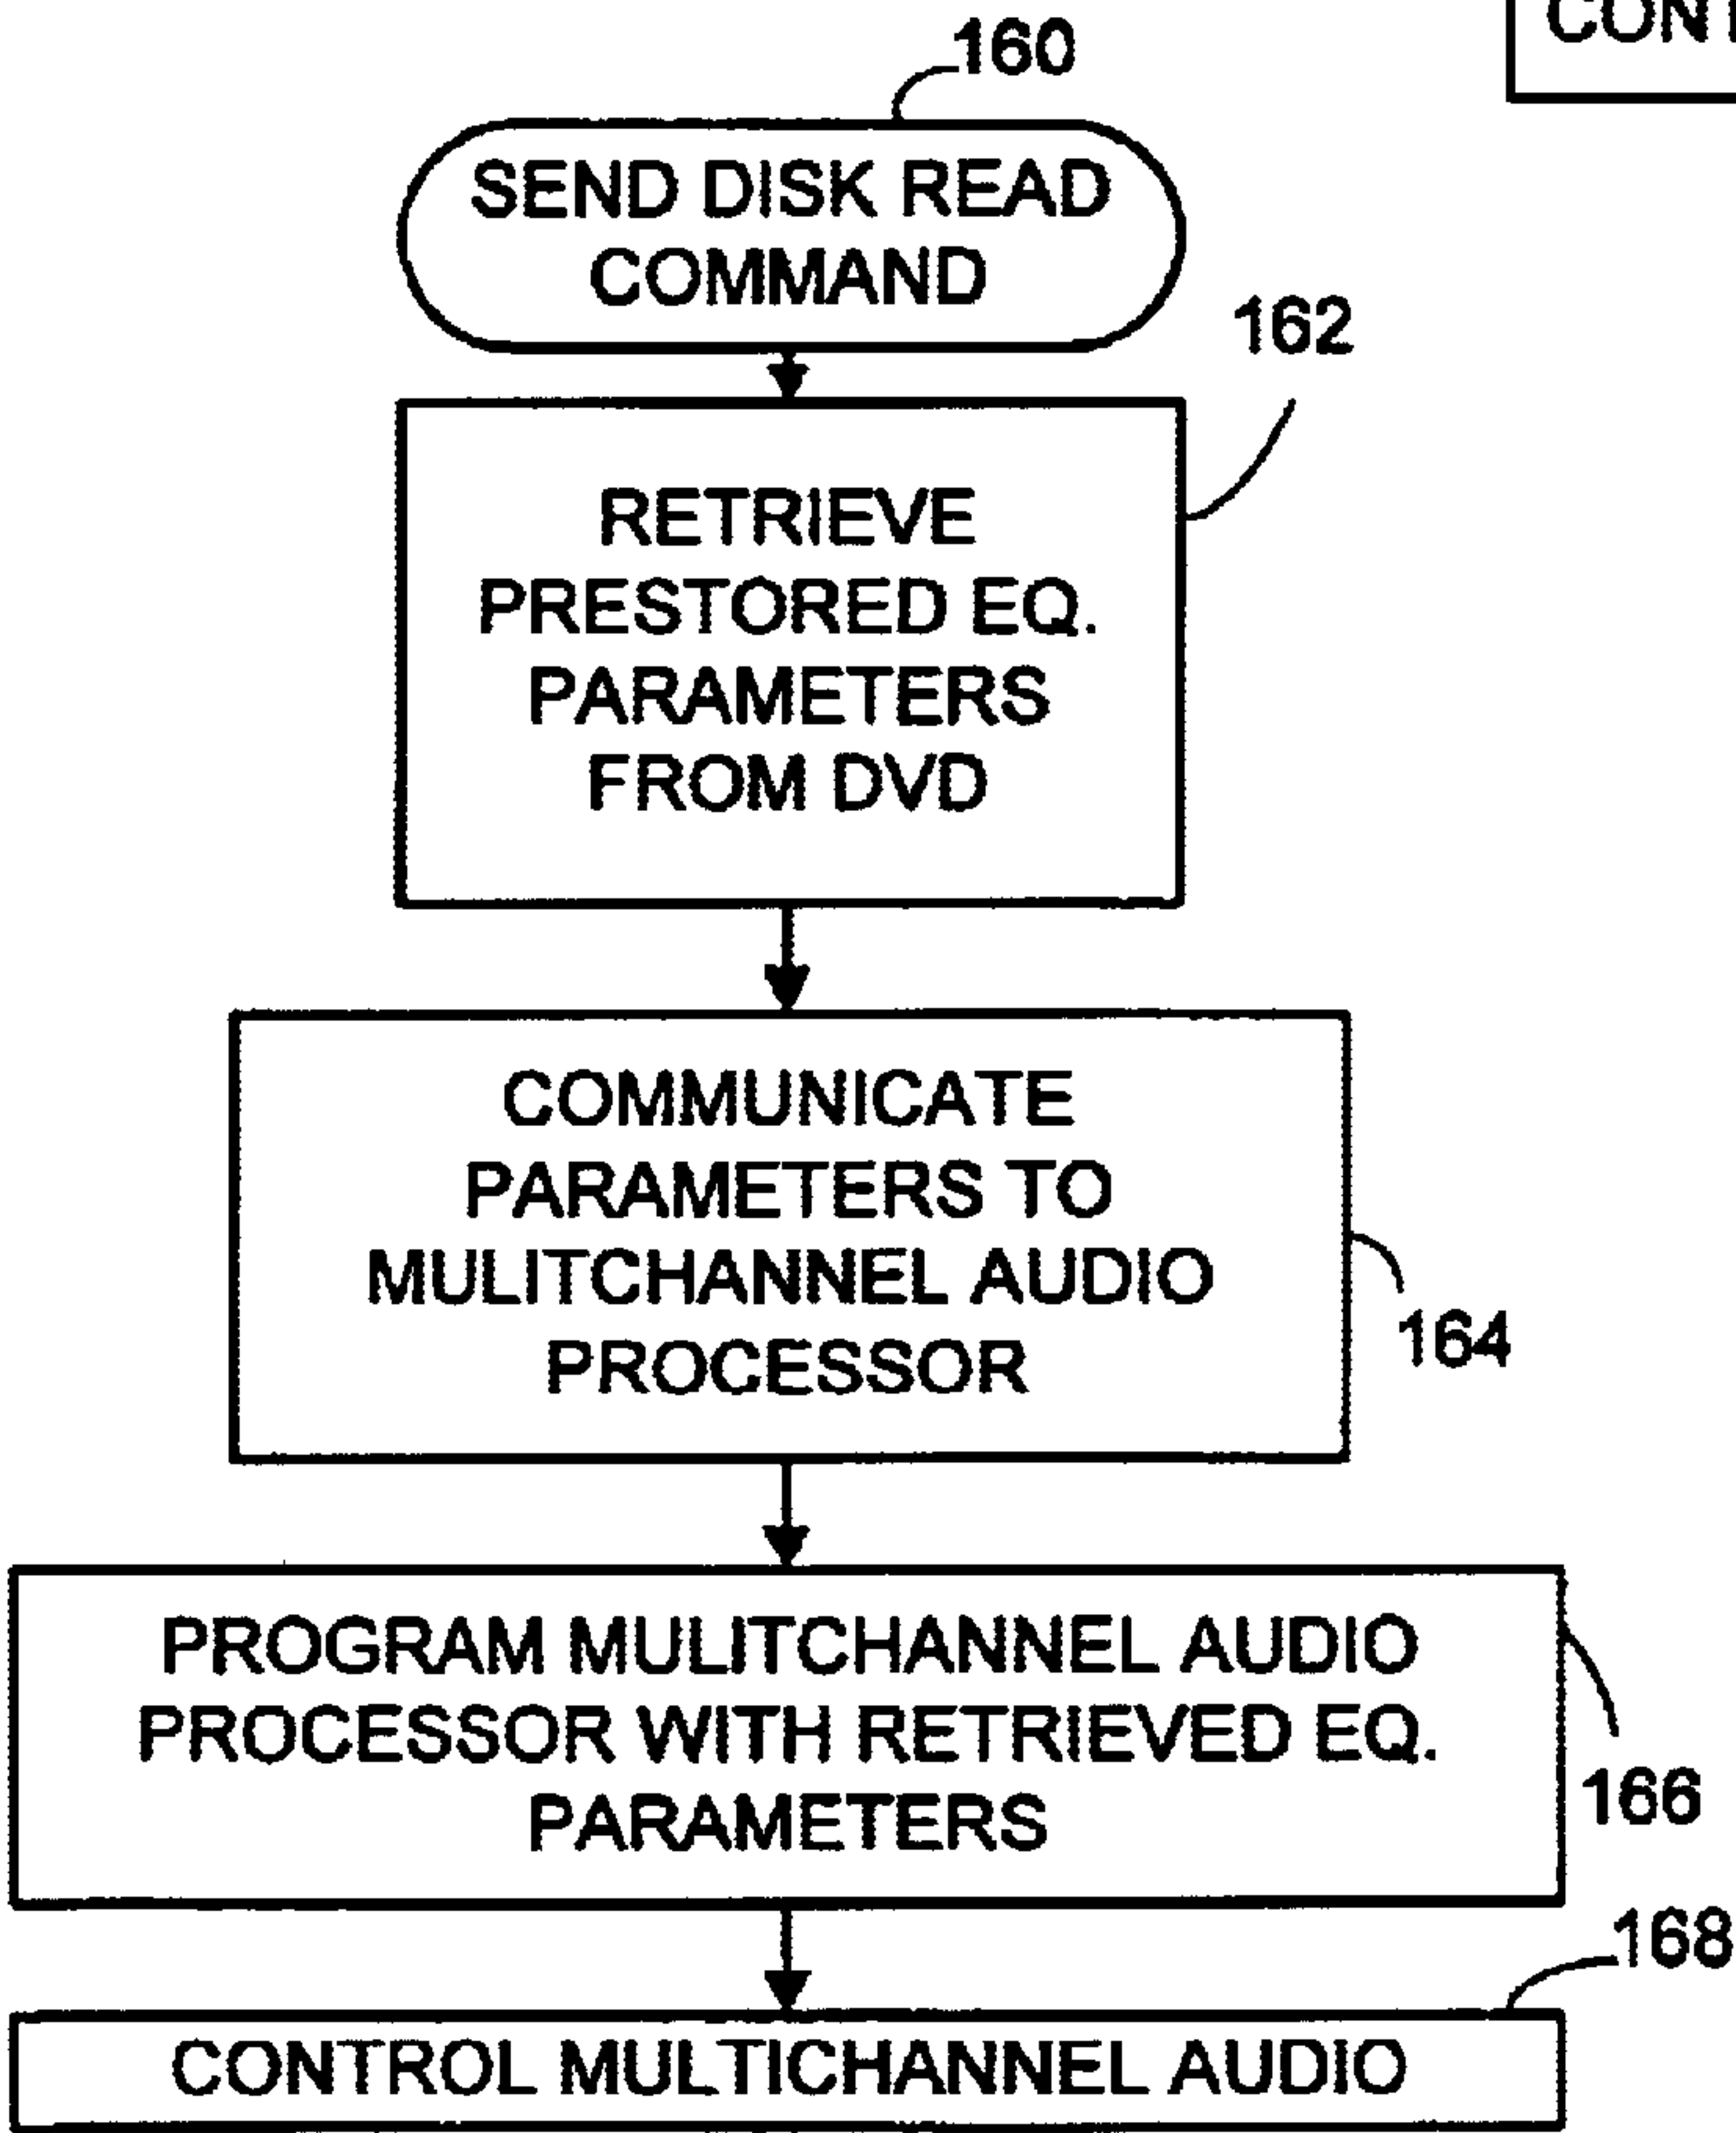 160
SEND DISK READ
COMMAND
162
RETRIEVE
PRESTORED EQ.
PARAMETERS
FROM DVD
COMMUNICATE
PARAMETERS TO
MULITCHANNEL AUDIO
PROCESSOR
164
PROGRAM MULITCHANNEL AUDIO
PROCESSOR WITH RETRIEVED EQ.
PARAMETERS
166
168
CONTROL MULTICHANNEL AUDIO